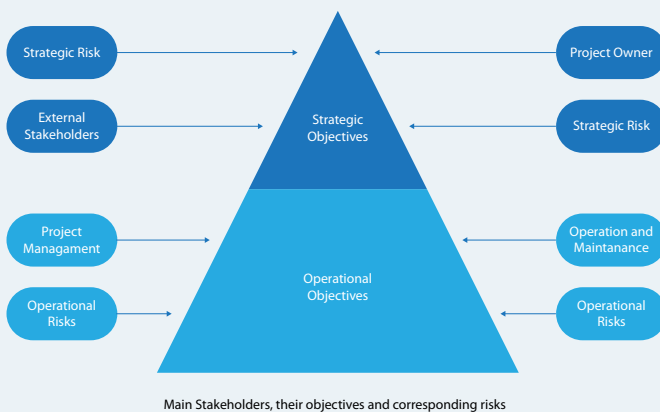 Strategic Risk
Project Owner
External
Stakeholders
Strategic
Objectives
Strategic Risk
Project
Managament
Operation and
Maintanance
Operational
Objectives
Operational
Risks
Operational
Risks
Main Stakeholders, their objectives and corresponding risks